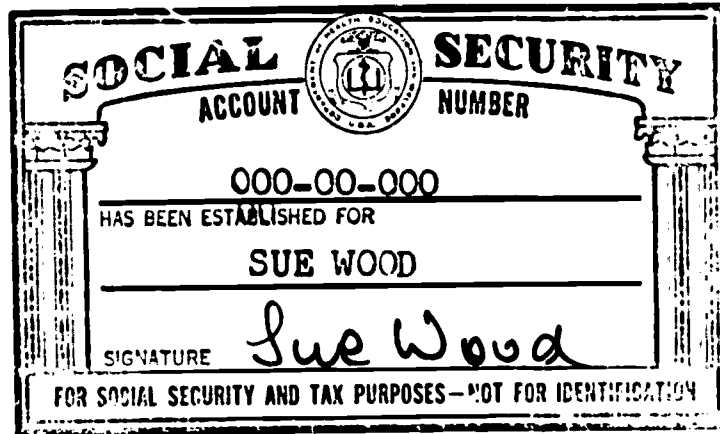 SOCIAL SECURITY
ACCOUNT NUMBER
000-00-000
HAS BEEN ESTABLISHED FOR
SUE WOOD
SIGNATURE Sue Wood
FOR SOCIAL SECURITY AND TAX PURPOSES—NOT FOR IDENTIFICATION